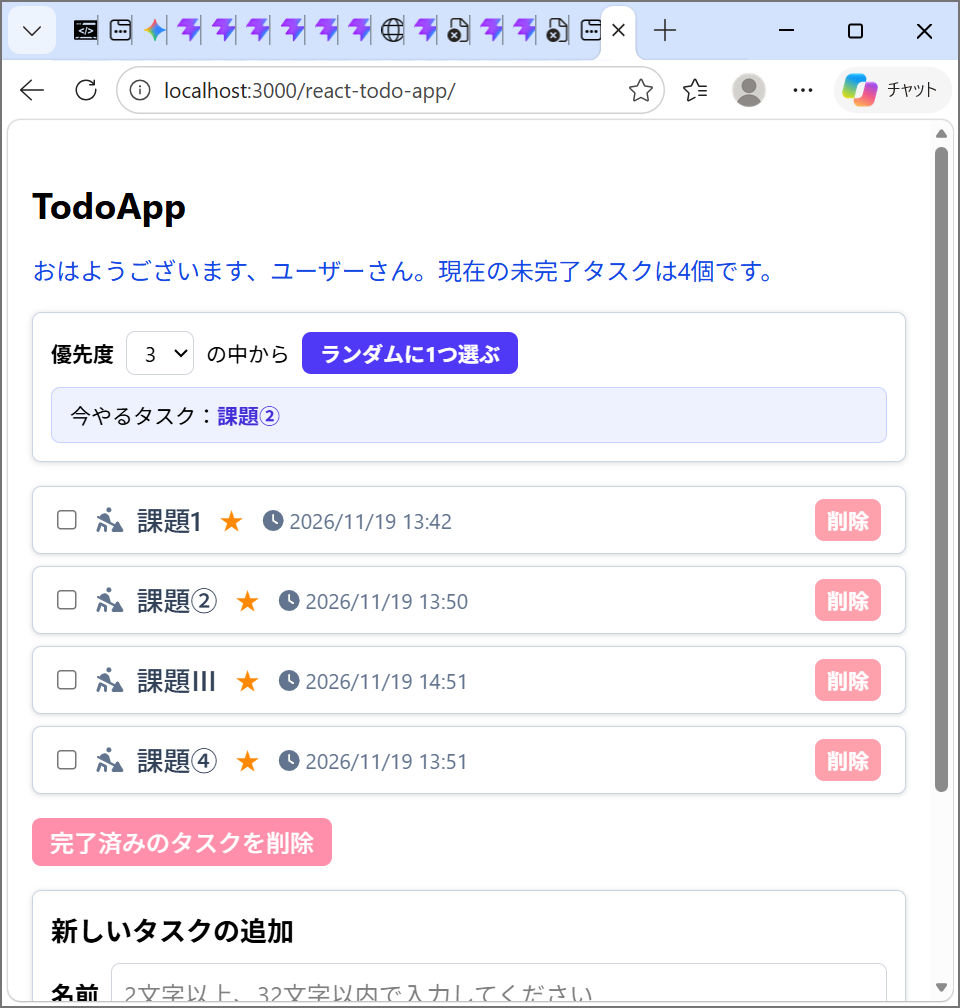 localhost:3000/react-todo-app/
チャット
TodoApp
おはようございます、ユーザーさん。現在の未完了タスクは4個です。
優先度 3 の中から ランダムに1つ選ぶ
今やるタスク：課題②
課題1 ★ 2026/11/19 13:42 削除
課題② ★ 2026/11/19 13:50 削除
課題III ★ 2026/11/19 14:51 削除
課題④ ★ 2026/11/19 13:51 削除
完了済みのタスクを削除
新しいタスクの追加
名前 2文字以上、32文字以内で入力してください